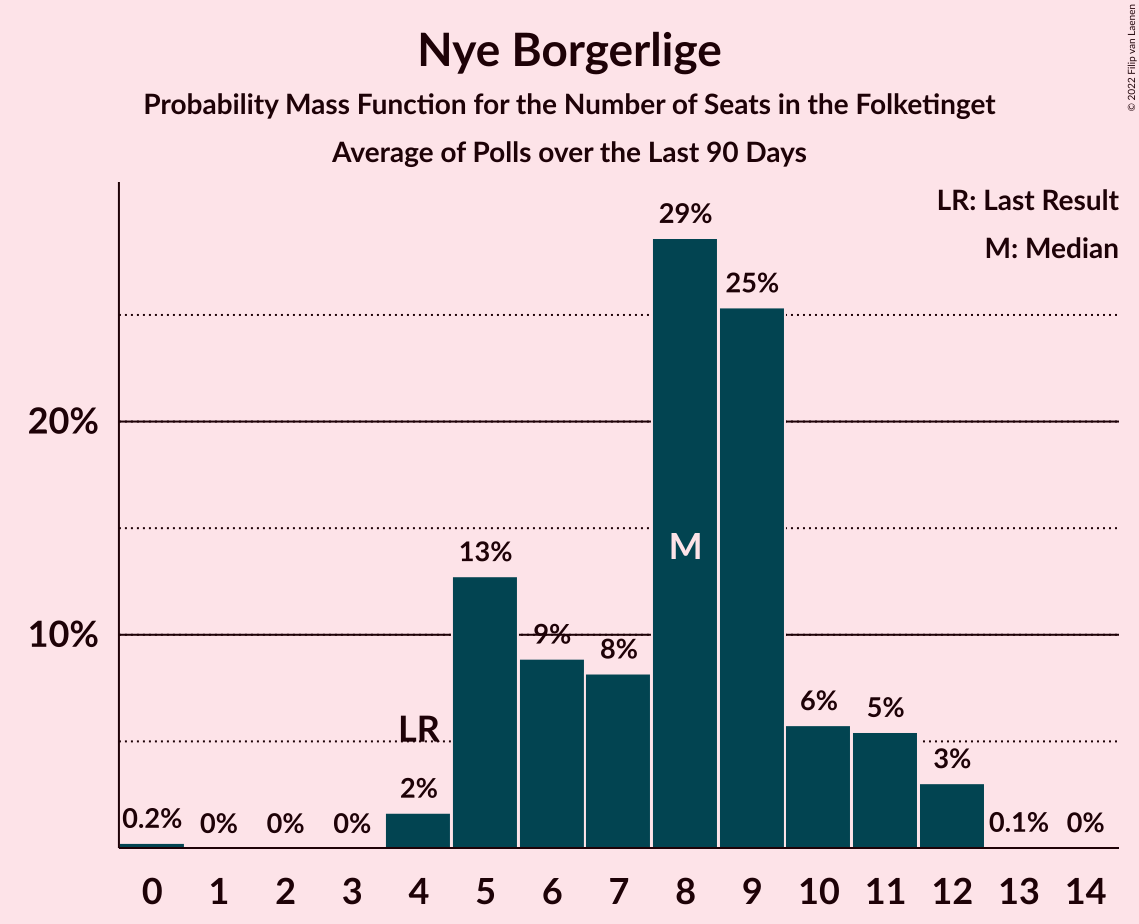 Nye Borgerlige
Probability Mass Function for the Number of Seats in the Folketinget
Average of Polls over the Last 90 Days
© 2022 Filip van Laenen
LR: Last Result
M: Median
29%
25%
20%
13%
M
10%
9%
8%
LR
6%
5%
3%
2%
0.2%
0%
0%
0%
0.1%
0%
0 1 2 3 4 5 6 7 8 9 10 11 12 13 14